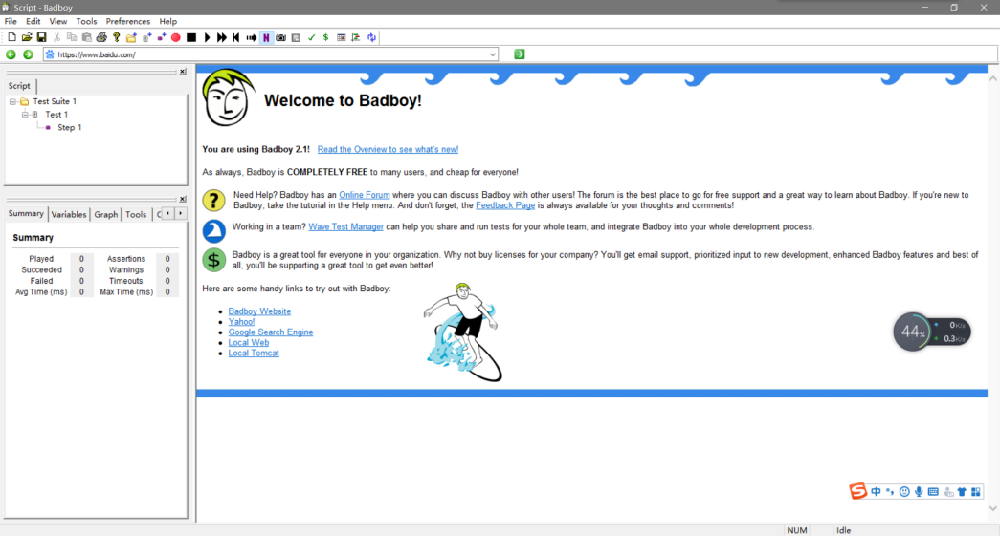 Script - Badboy
File Edit View Tools Preferences Help
N
https://www.baidu.com/
Script
Test Suite 1
Test 1
Step 1
Summary Variables Graph Tools
Summary
Played 0 Assertions 0
Succeeded 0 Warnings 0
Failed 0 Timeouts 0
Avg Time (ms) 0 Max Time (ms) 0
Welcome to Badboy!
You are using Badboy 2.1! Read the Overview to see what's new!
As always, Badboy is COMPLETELY FREE to many users, and cheap for everyone!
Need Help? Badboy has an Online Forum where you can discuss Badboy with other users! The forum is the best place to go for free support and a great way to learn about Badboy. If you're new to
Badboy, take the tutorial in the Help menu. And don't forget, the Feedback Page is always available for your thoughts and comments!
Working in a team? Wave Test Manager can help you share and run tests for your whole team, and integrate Badboy into your whole development process.
Badboy is a great tool for everyone in your organization. Why not buy licenses for your company? You'll get email support, prioritized input to new development, enhanced Badboy features and best of
all, you'll be supporting a great tool to get even better!
Here are some handy links to try out with Badboy:
Badboy Website
Yahoo!
Google Search Engine
Local Web
Local Tomcat
44%
0K/s
0.3K/s
中
NUM Idle